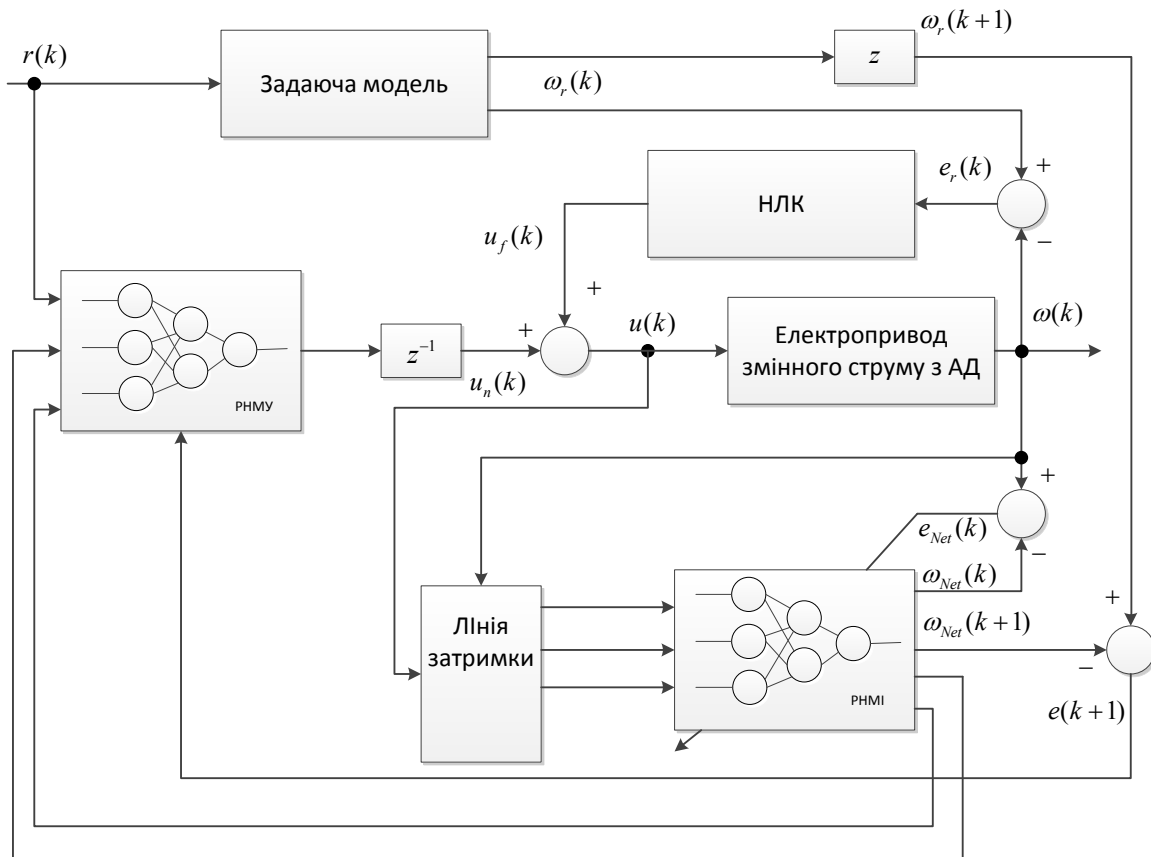 ω_r(k+1)
r(k)
z
Задаюча модель
ω_r(k)
+
e_r(k)
НЛК
−
u_f(k)
+
u(k)
ω(k)
+
z⁻¹
Електропривод
змінного струму з АД
u_n(k)
РНМУ
+
e_Net(k)
−
ω_Net(k)
+
ЛІнія
затримки
ω_Net(k+1)
−
РНМІ
e(k+1)